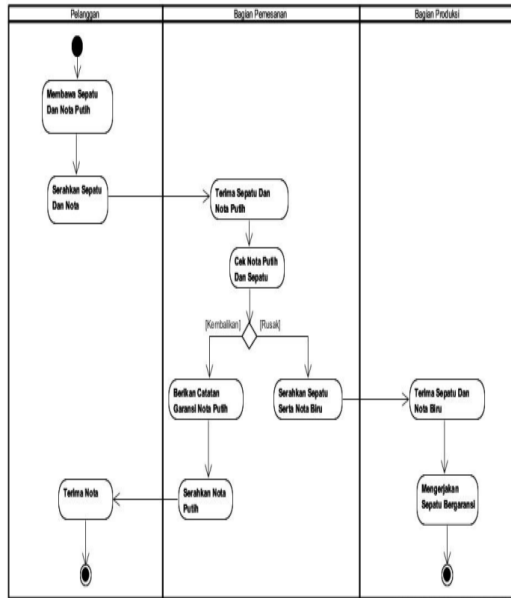 Pelanggan
Bagian Pemesanan
Bagian Produksi
Membawa Sepatu
Dan Nota Putih
Serahkan Sepatu
Dan Nota
Terima Sepatu Dan
Nota Putih
Cek Nota Putih
Dan Sepatu
[Kembalikan]
[Rusak]
Berikan Catatan
Garansi Nota Putih
Serahkan Sepatu
Serta Nota Biru
Terima Sepatu Dan
Nota Biru
Terima Nota
Serahkan Nota
Putih
Mengerjakan
Sepatu Bergaransi